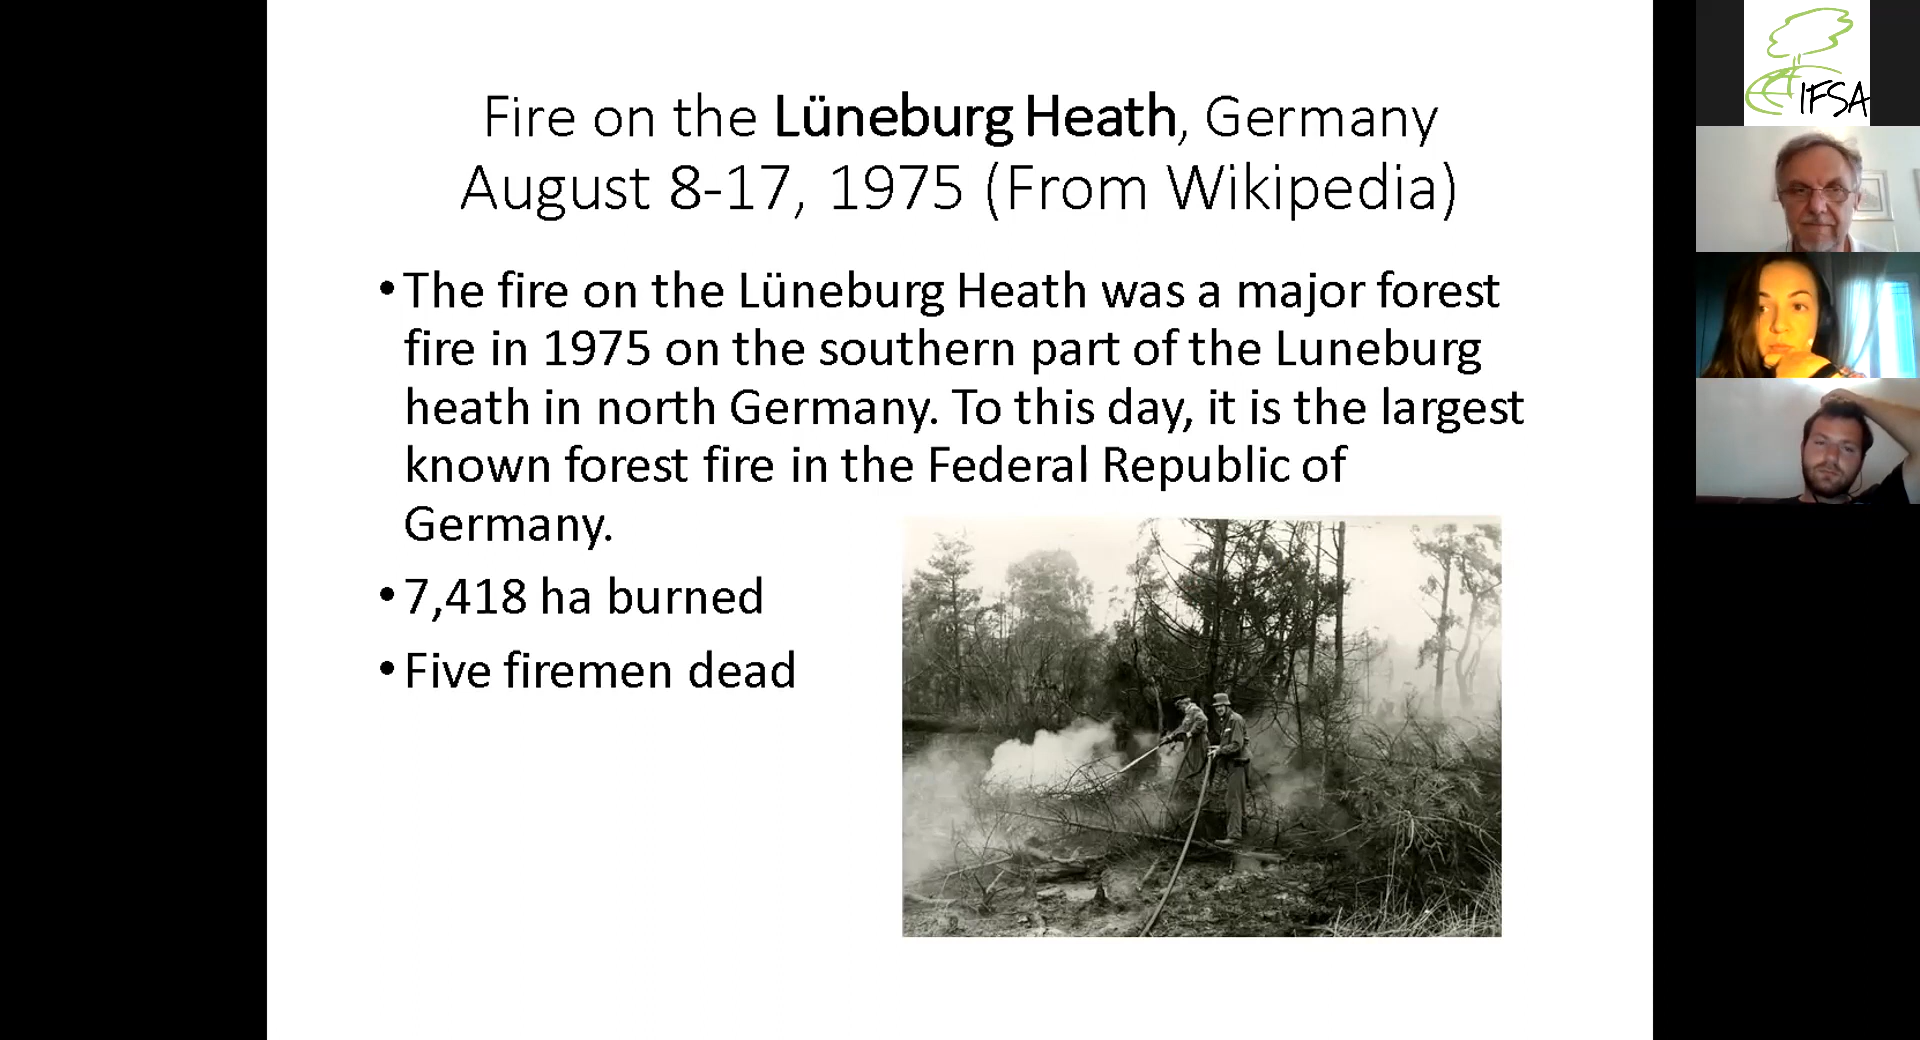 Fire on the Lüneburg Heath, Germany
August 8-17, 1975 (From Wikipedia)
• The fire on the Lüneburg Heath was a major forest
fire in 1975 on the southern part of the Luneburg
heath in north Germany. To this day, it is the largest
known forest fire in the Federal Republic of
Germany.
• 7,418 ha burned
• Five firemen dead
IFSA